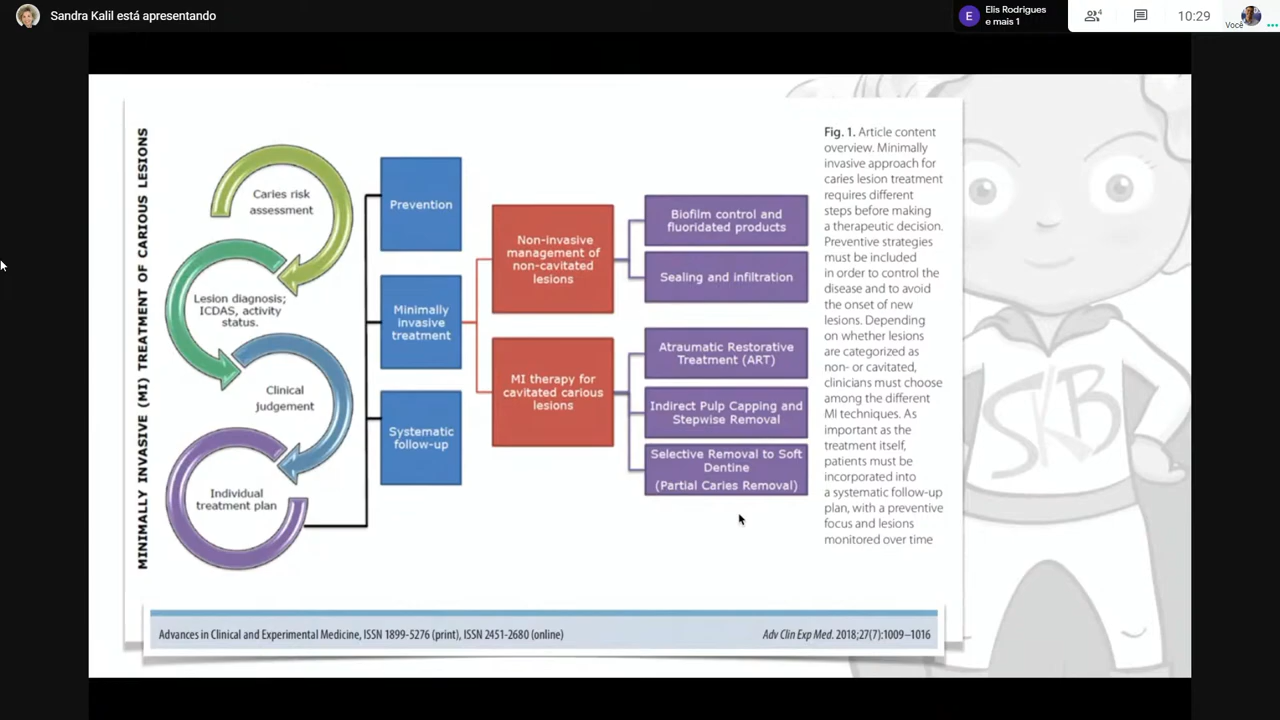 Sandra Kalil está apresentando
E
Elis Rodrigues
e mais 1
4
10:29
Você
MINIMALLY INVASIVE (MI) TREATMENT OF CARIOUS LESIONS
Caries risk
assessment
Lesion diagnosis;
ICDAS, activity
status.
Clinical
judgement
Individual
treatment plan
Prevention
Minimally
invasive
treatment
Systematic
follow-up
Non-invasive
management of
non-cavitated
lesions
MI therapy for
cavitated carious
lesions
Biofilm control and
fluoridated products
Sealing and infiltration
Atraumatic Restorative
Treatment (ART)
Indirect Pulp Capping and
Stepwise Removal
Selective Removal to Soft
Dentine
(Partial Caries Removal)
Fig. 1. Article content
overview. Minimally
invasive approach for
caries lesion treatment
requires different
steps before making
a therapeutic decision.
Preventive strategies
must be included
in order to control the
disease and to avoid
the onset of new
lesions. Depending
on whether lesions
are categorized as
non- or cavitated,
clinicians must choose
among the different
MI techniques. As
important as the
treatment itself,
patients must be
incorporated into
a systematic follow-up
plan, with a preventive
focus and lesions
monitored over time
SKB
Advances in Clinical and Experimental Medicine, ISSN 1899-5276 (print), ISSN 2451-2680 (online)
Adv Clin Exp Med. 2018;27(7):1009–1016